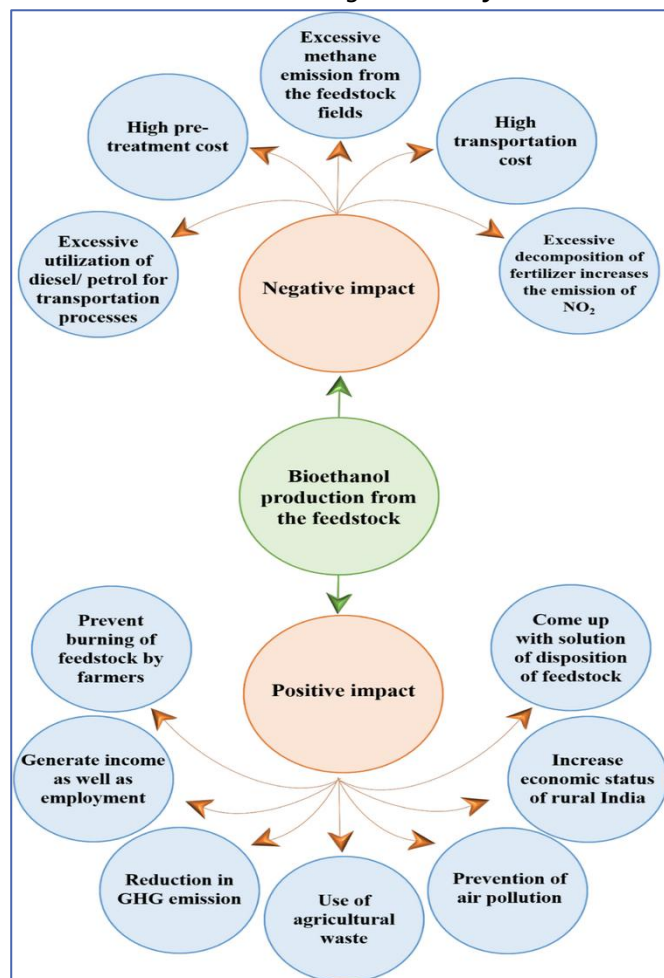 Excessive
methane
emission from
the feedstock
fields
High pre-
treatment cost
High
transportation
cost
Excessive
utilization of
diesel/ petrol for
transportation
processes
Negative impact
Excessive
decomposition of
fertilizer increases
the emission of
NO₂
Bioethanol
production from
the feedstock
Prevent
burning of
feedstock by
farmers
Positive impact
Come up
with solution
of disposition
of feedstock
Generate income
as well as
employment
Increase
economic status
of rural India
Reduction in
GHG emission
Use of
agricultural
waste
Prevention of
air pollution